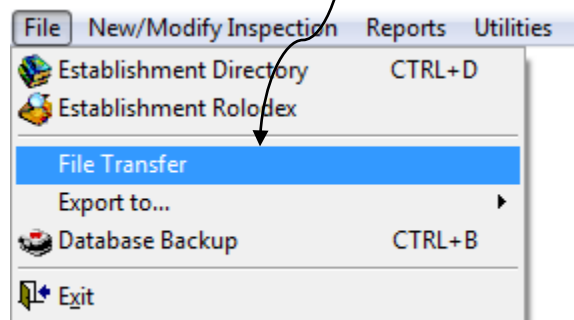 File New/Modify Inspection Reports Utilities
Establishment Directory CTRL+D
Establishment Rolodex
File Transfer
Export to...
Database Backup CTRL+B
Exit